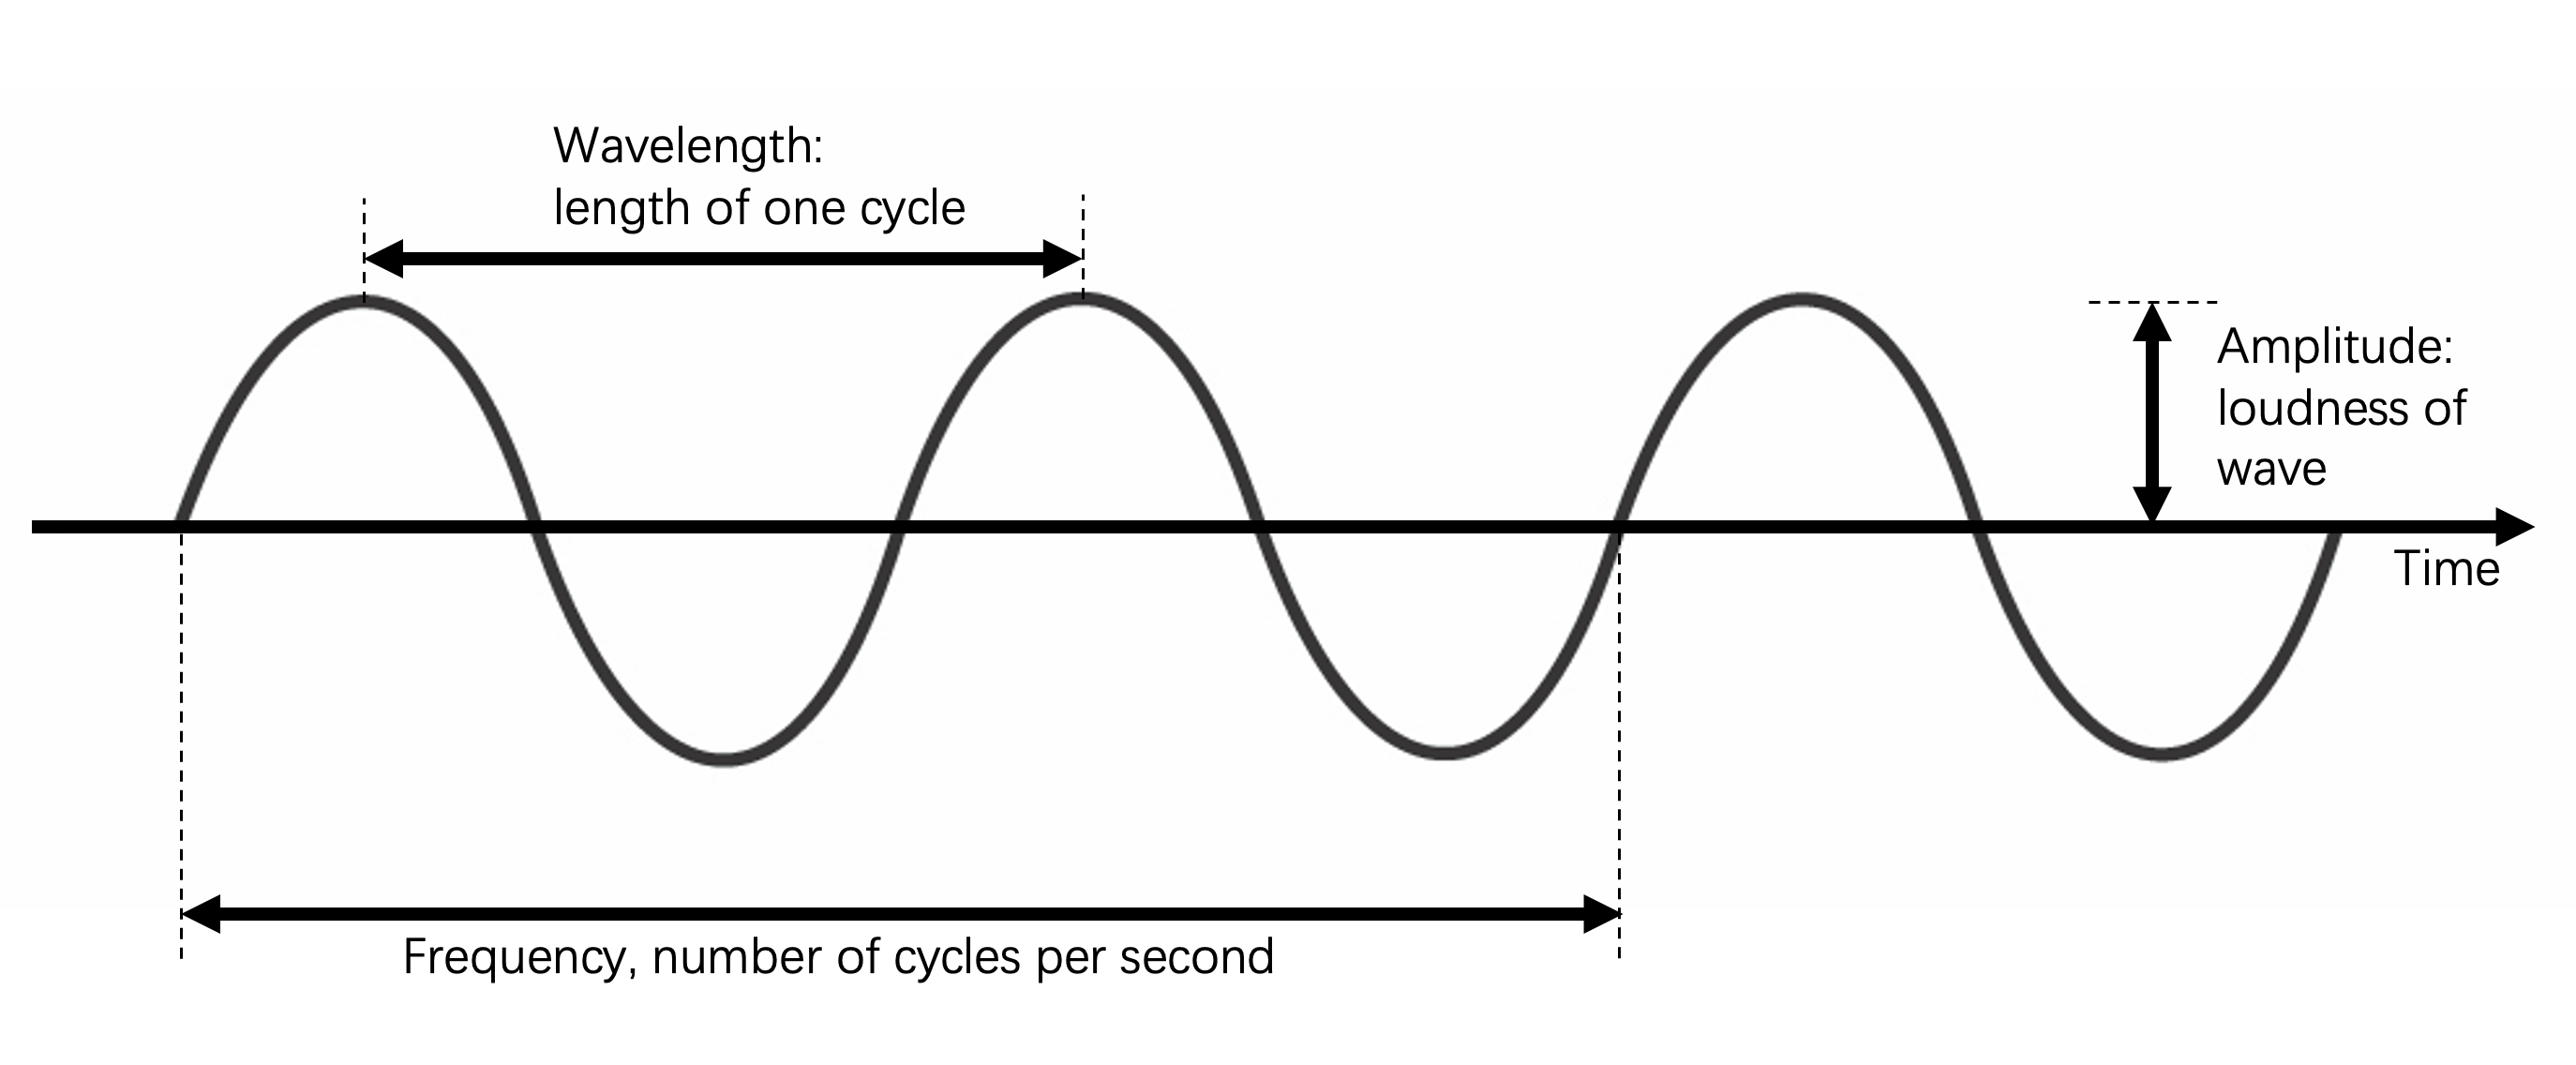 Wavelength:
length of one cycle
Amplitude:
loudness of
wave
Time
Frequency, number of cycles per second